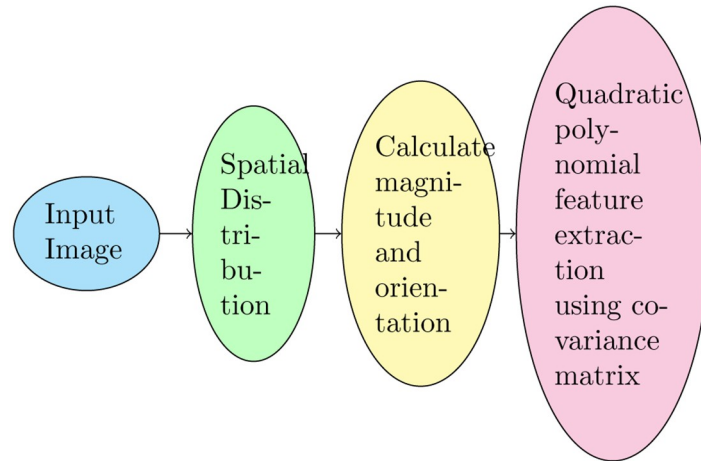 Input
Image
Spatial
Dis-
tri-
bu-
tion
Calculate
magni-
tude
and
orien-
tation
Quadratic
poly-
nomial
feature
extrac-
tion
using co-
variance
matrix